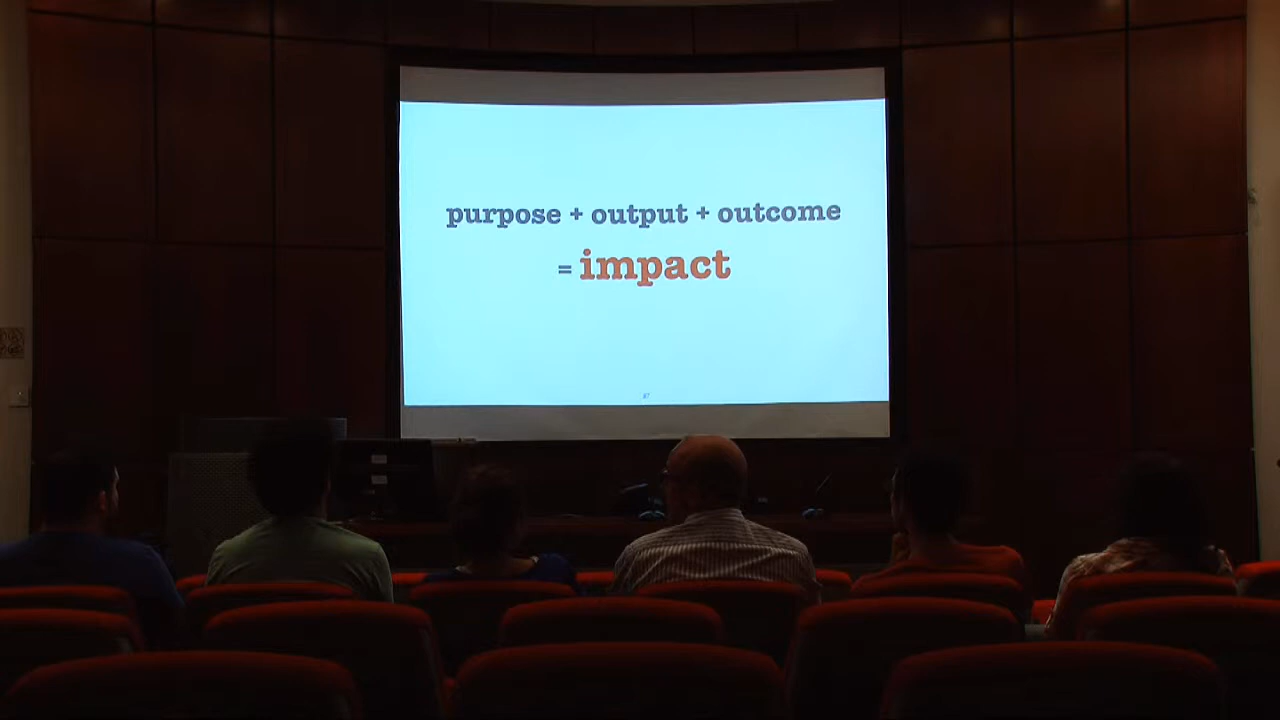 purpose + output + outcome
= impact